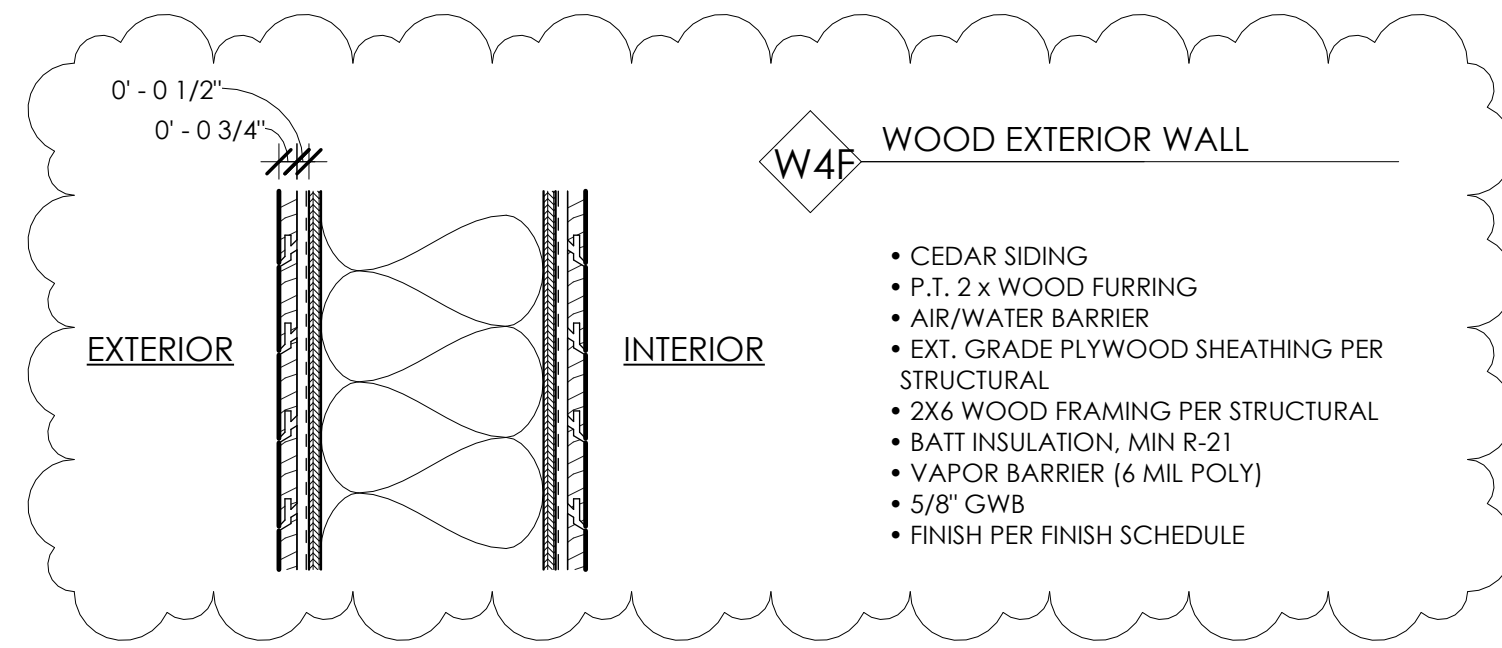 0' - 0 1/2"
0' - 0 3/4"
EXTERIOR
INTERIOR
W4F
WOOD EXTERIOR WALL
• CEDAR SIDING
• P.T. 2 x WOOD FURRING
• AIR/WATER BARRIER
• EXT. GRADE PLYWOOD SHEATHING PER
STRUCTURAL
• 2X6 WOOD FRAMING PER STRUCTURAL
• BATT INSULATION, MIN R-21
• VAPOR BARRIER (6 MIL POLY)
• 5/8" GWB
• FINISH PER FINISH SCHEDULE